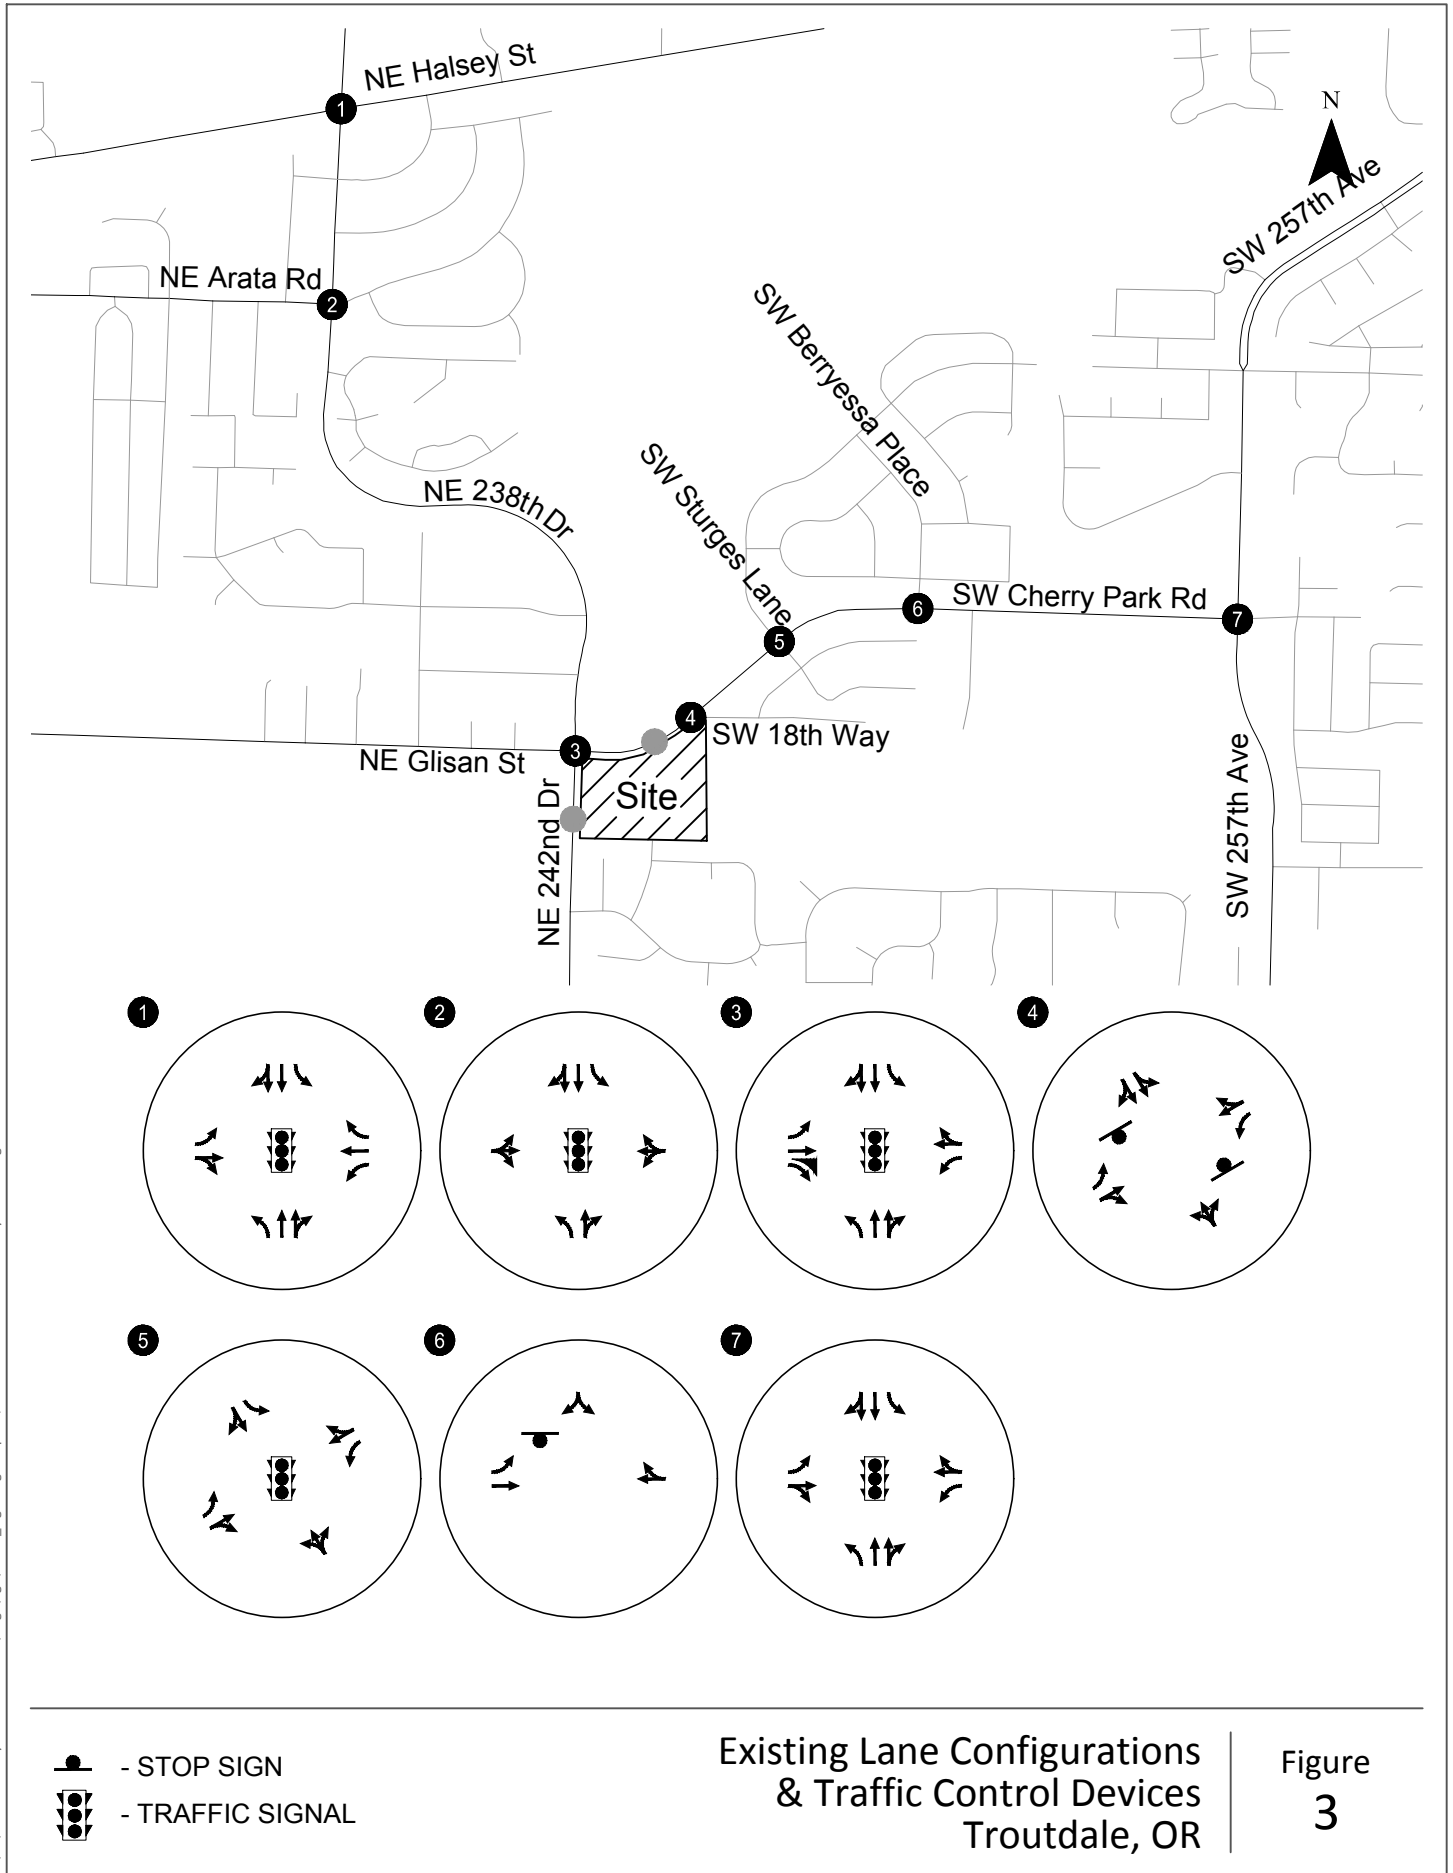 NE Halsey St
1
N
SW 257th Ave
NE Arata Rd
2
SW Berryessa Place
SW Sturges Lane
NE 238th Dr
6
SW Cherry Park Rd
7
5
4
SW 18th Way
3
NE Glisan St
Site
NE 242nd Dr
SW 257th Ave
1
2
3
4
5
6
7
- STOP SIGN
- TRAFFIC SIGNAL
Existing Lane Configurations
& Traffic Control Devices
Troutdale, OR
Figure
3